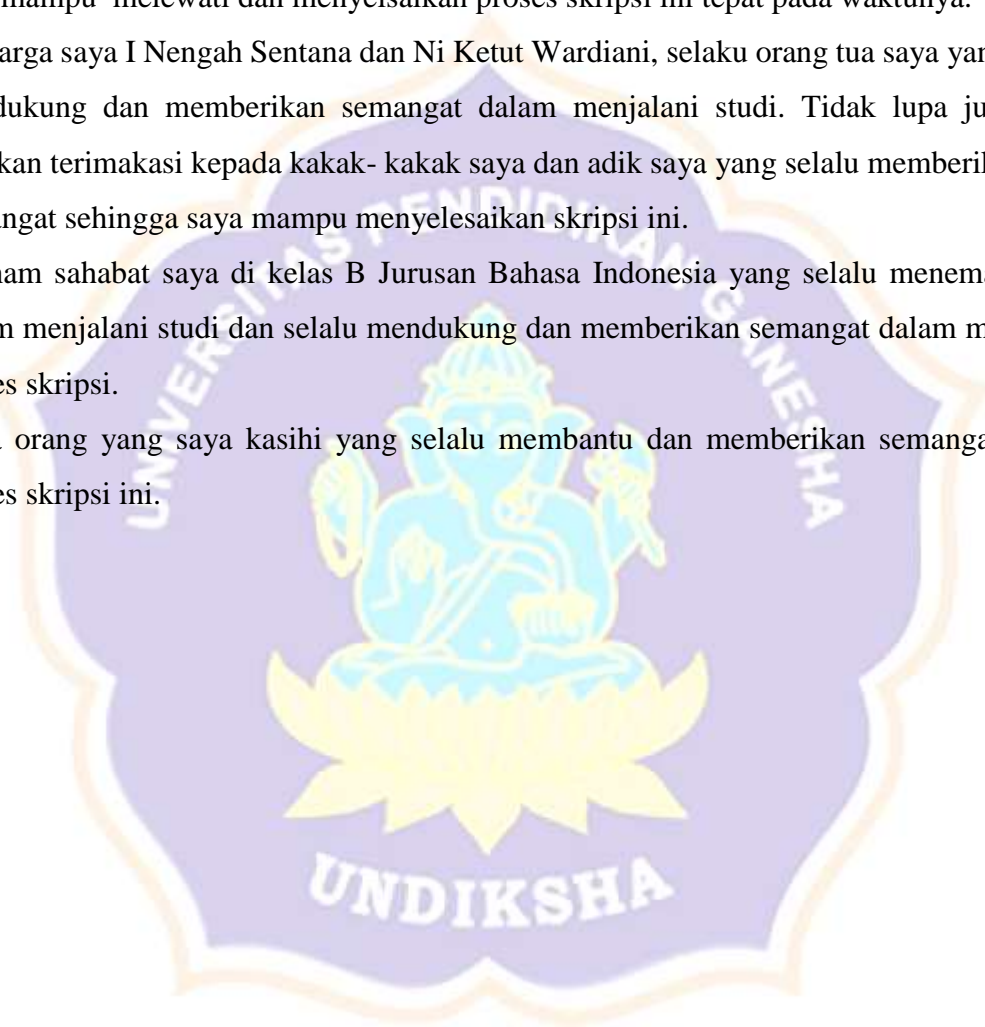 mampu melewati dan menyelsaikan proses skripsi ini tepat pada waktunya.
arga saya I Nengah Sentana dan Ni Ketut Wardiani, selaku orang tua saya yan
dukung dan memberikan semangat dalam menjalani studi. Tidak lupa ju
kan terimakasi kepada kakak- kakak saya dan adik saya yang selalu memberik
angat sehingga saya mampu menyelesaikan skripsi ini.
nam sahabat saya di kelas B Jurusan Bahasa Indonesia yang selalu menema
m menjalani studi dan selalu mendukung dan memberikan semangat dalam m
es skripsi.
orang yang saya kasihi yang selalu membantu dan memberikan semanga
es skripsi ini.
UNIVERSITAS PENDIDIKAN GANESHA
UNDIKSHA